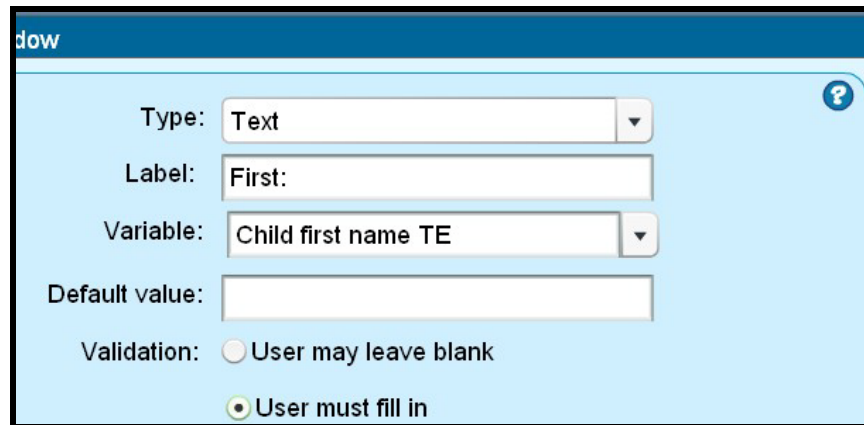 dow
?
Type: Text
Label: First:
Variable: Child first name TE
Default value:
Validation: User may leave blank
User must fill in